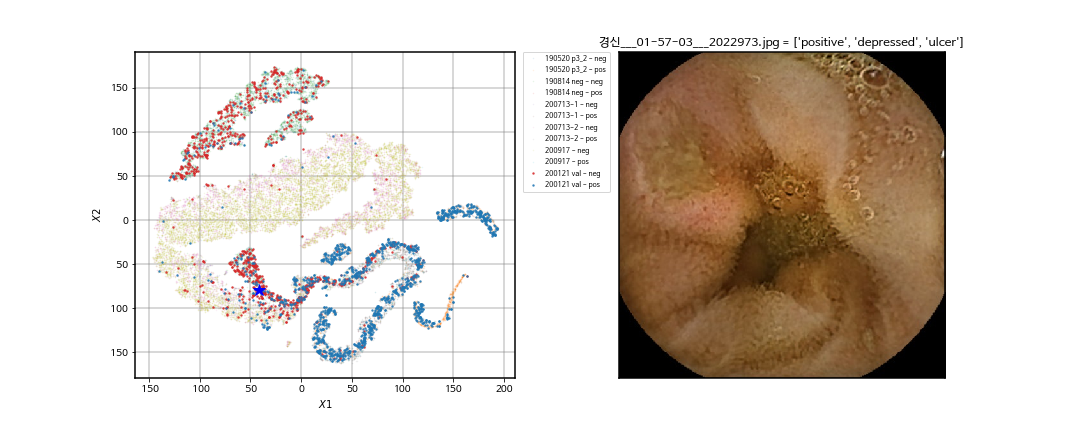 경신___01-57-03___2022973.jpg = ['positive', 'depressed', 'ulcer']
190520 p3_2 - neg
190520 p3_2 - pos
190814 neg - neg
190814 neg - pos
200713-1 - neg
200713-1 - pos
200713-2 - neg
200713-2 - pos
200917 - neg
200917 - pos
200121 val - neg
200121 val - pos
X2
150
100
50
0
50
100
150
150 100 50 0 50 100 150 200
X1